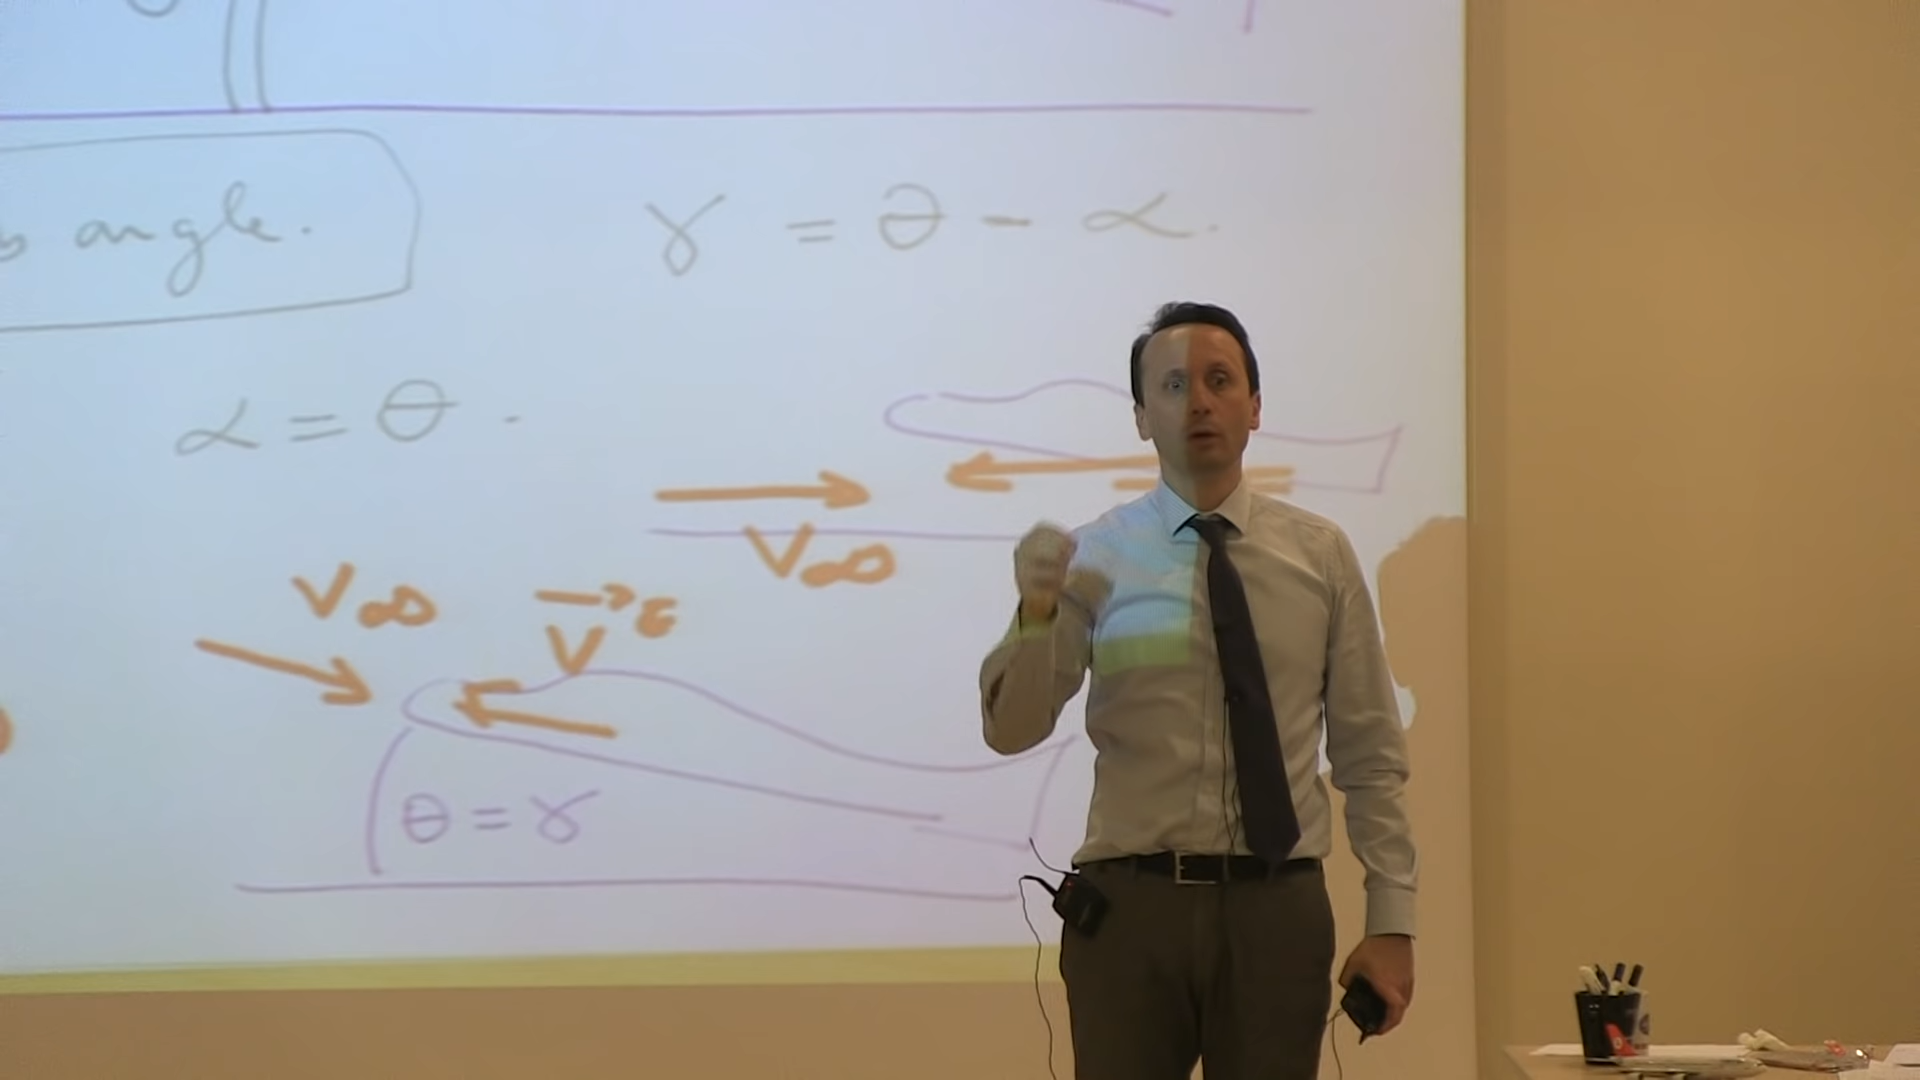 angle.
γ = θ - α.
α = θ.
V∞
V∞
V⃗ᴱ
θ = γ